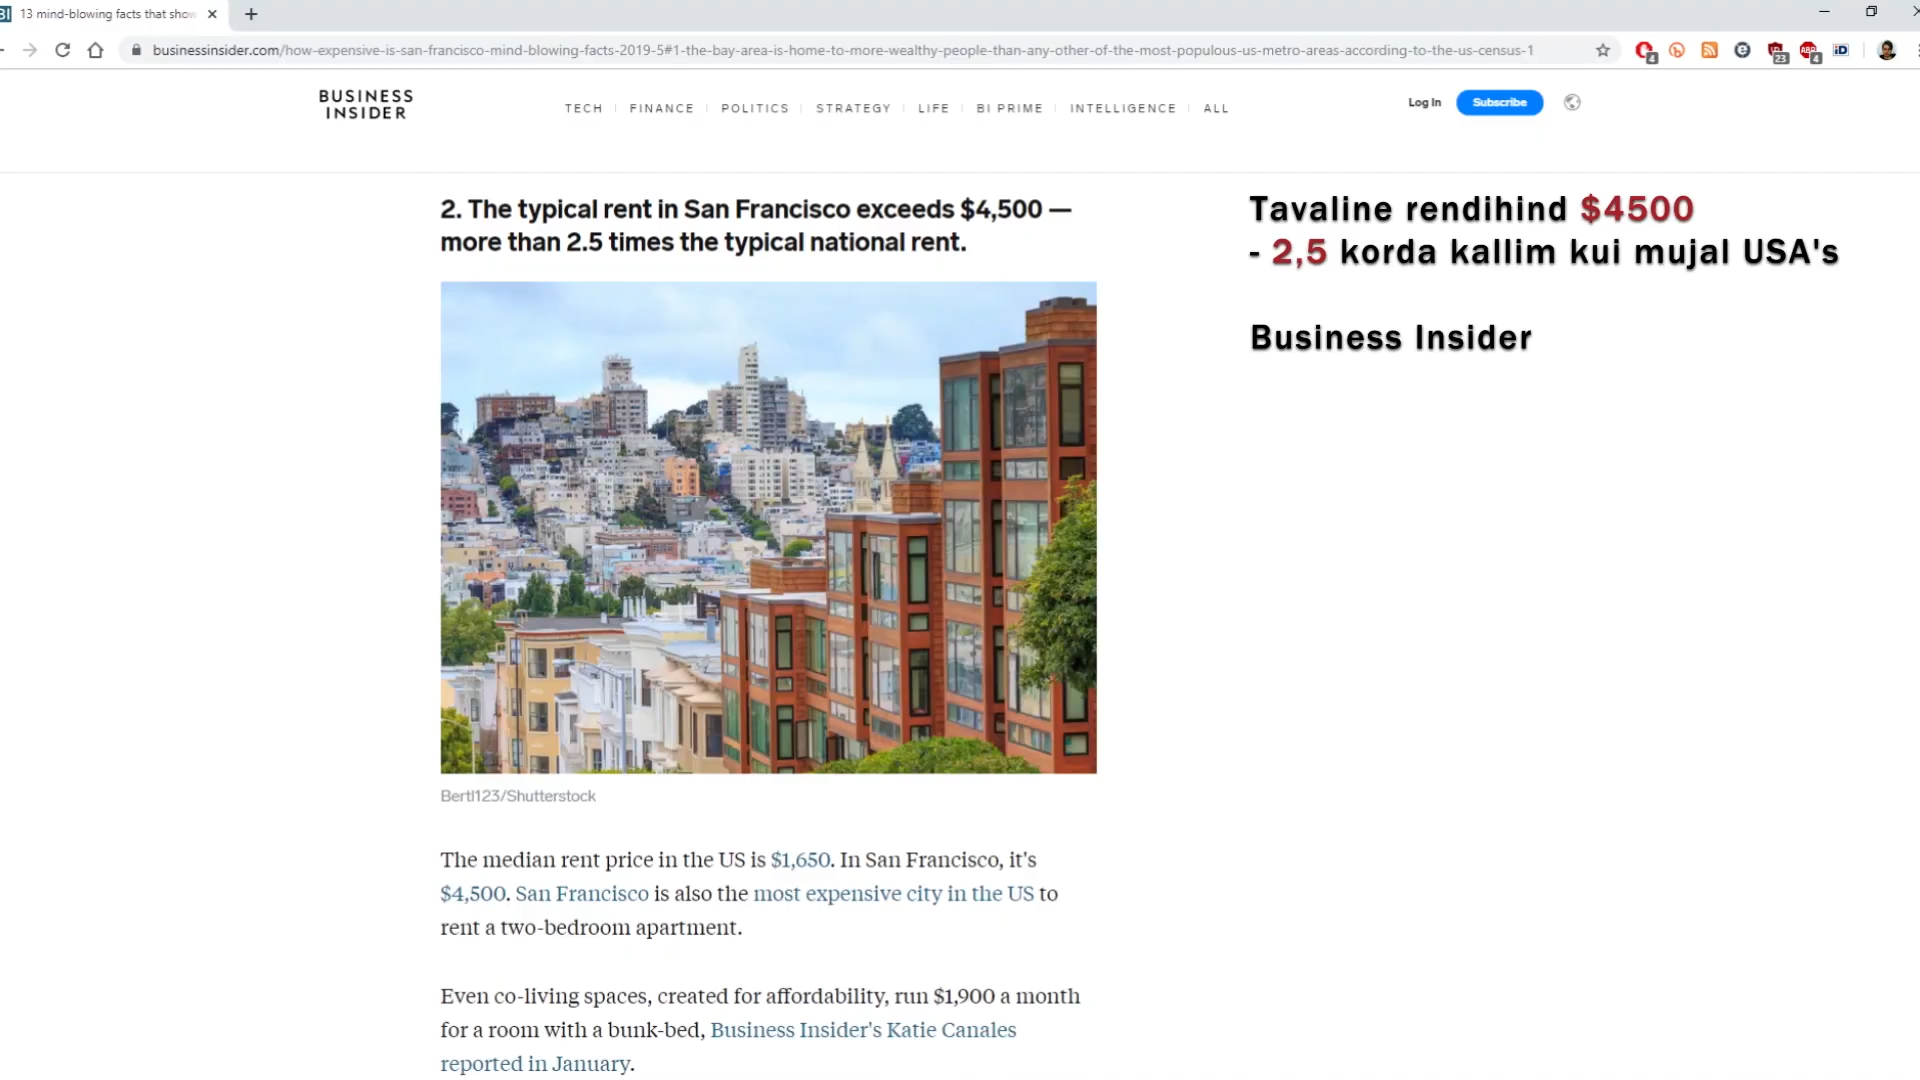 13 mind-blowing facts that show
businessinsider.com/how-expensive-is-san-francisco-mind-blowing-facts-2019-5#1-the-bay-area-is-home-to-more-wealthy-people-than-any-other-of-the-most-populous-us-metro-areas-according-to-the-us-census-1
4
23
ABP
4
iD
BUSINESS
INSIDER
TECH
FINANCE
POLITICS
STRATEGY
LIFE
BI PRIME
INTELLIGENCE
ALL
Log In
Subscribe
2. The typical rent in San Francisco exceeds $4,500 —
more than 2.5 times the typical national rent.
Tavaline rendihind $4500
- 2,5 korda kallim kui mujal USA's
Business Insider
Bertl123/Shutterstock
The median rent price in the US is $1,650. In San Francisco, it's
$4,500. San Francisco is also the most expensive city in the US to
rent a two-bedroom apartment.
Even co-living spaces, created for affordability, run $1,900 a month
for a room with a bunk-bed, Business Insider's Katie Canales
reported in January.